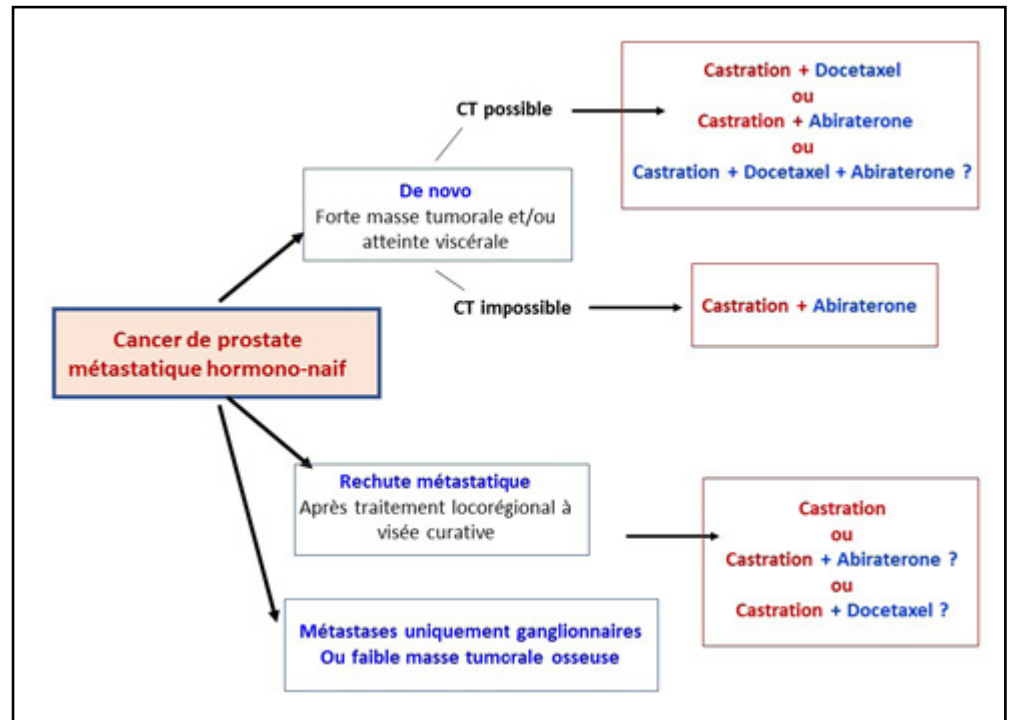 Cancer de prostate
métastatique hormono-naif
De novo
Forte masse tumorale et/ou
atteinte viscérale
CT possible
Castration + Docetaxel
ou
Castration + Abiraterone
ou
Castration + Docetaxel + Abiraterone ?
CT impossible
Castration + Abiraterone
Rechute métastatique
Après traitement locorégional à
visée curative
Castration
ou
Castration + Abiraterone ?
ou
Castration + Docetaxel ?
Métastases uniquement ganglionnaires
Ou faible masse tumorale osseuse